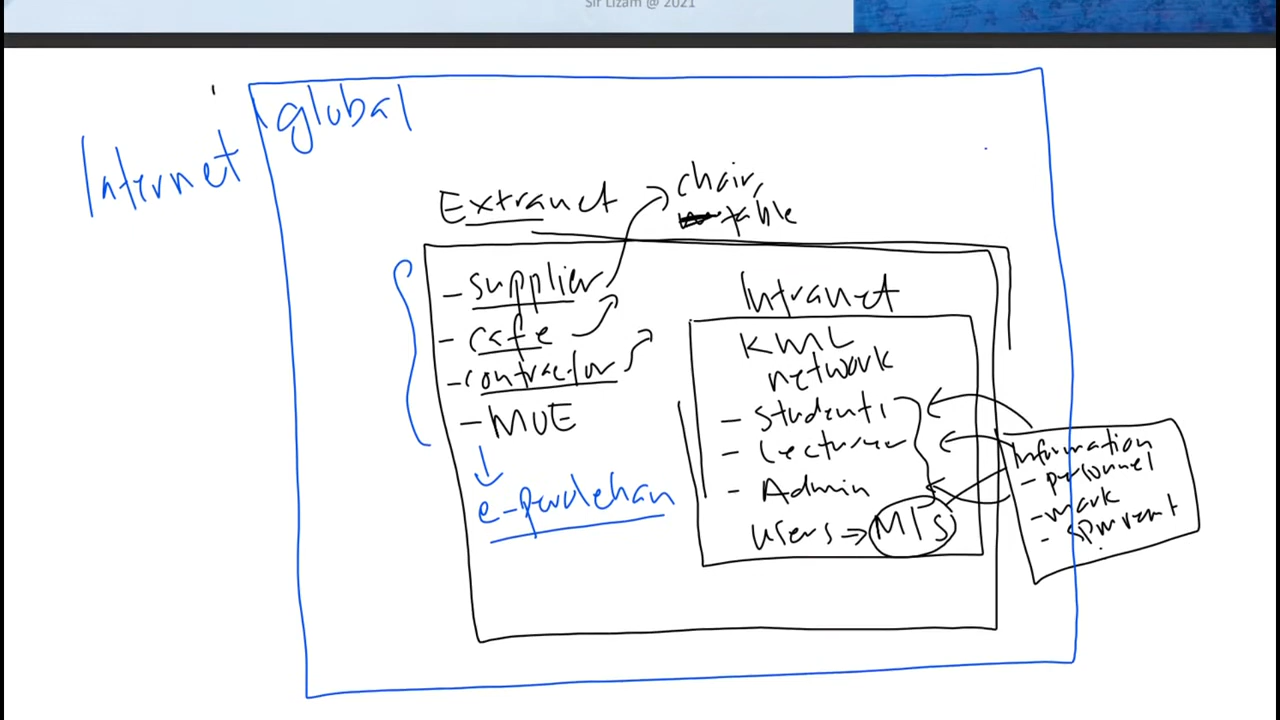 Sir Lizam @ 2021
Internet
global
Extranet
chair,
table
- supplier
- cafe
- contractor
- MOE
e-perolehan
Intranet
KML
network
- students
- Lecturer
- Admin
Users => MIS
Information
- personnel
- mark
-